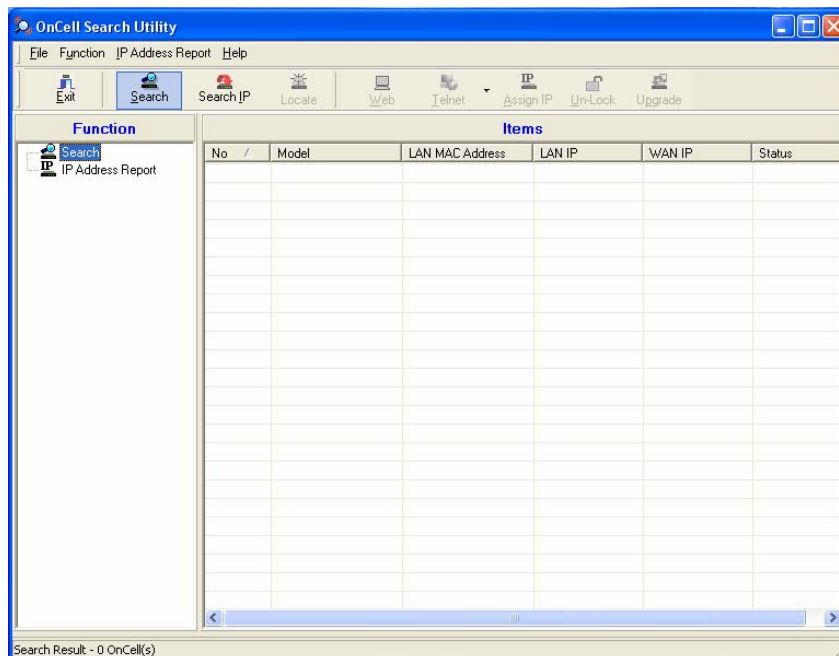 OnCell Search Utility
File Function IP Address Report Help
Exit Search Search IP Locate Web Telnet Assign IP Un-Lock Upgrade
Function
Items
Search
IP Address Report
No Model LAN MAC Address LAN IP WAN IP Status
Search Result - 0 OnCell(s)